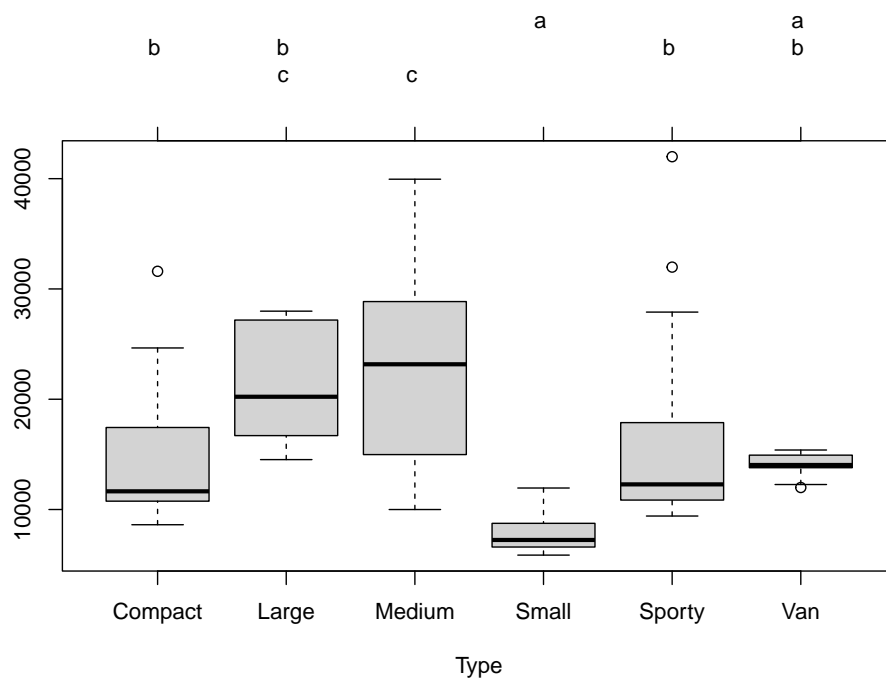 a a
b b b b
c c
40000
30000
20000
10000
Compact Large Medium Small Sporty Van
Type